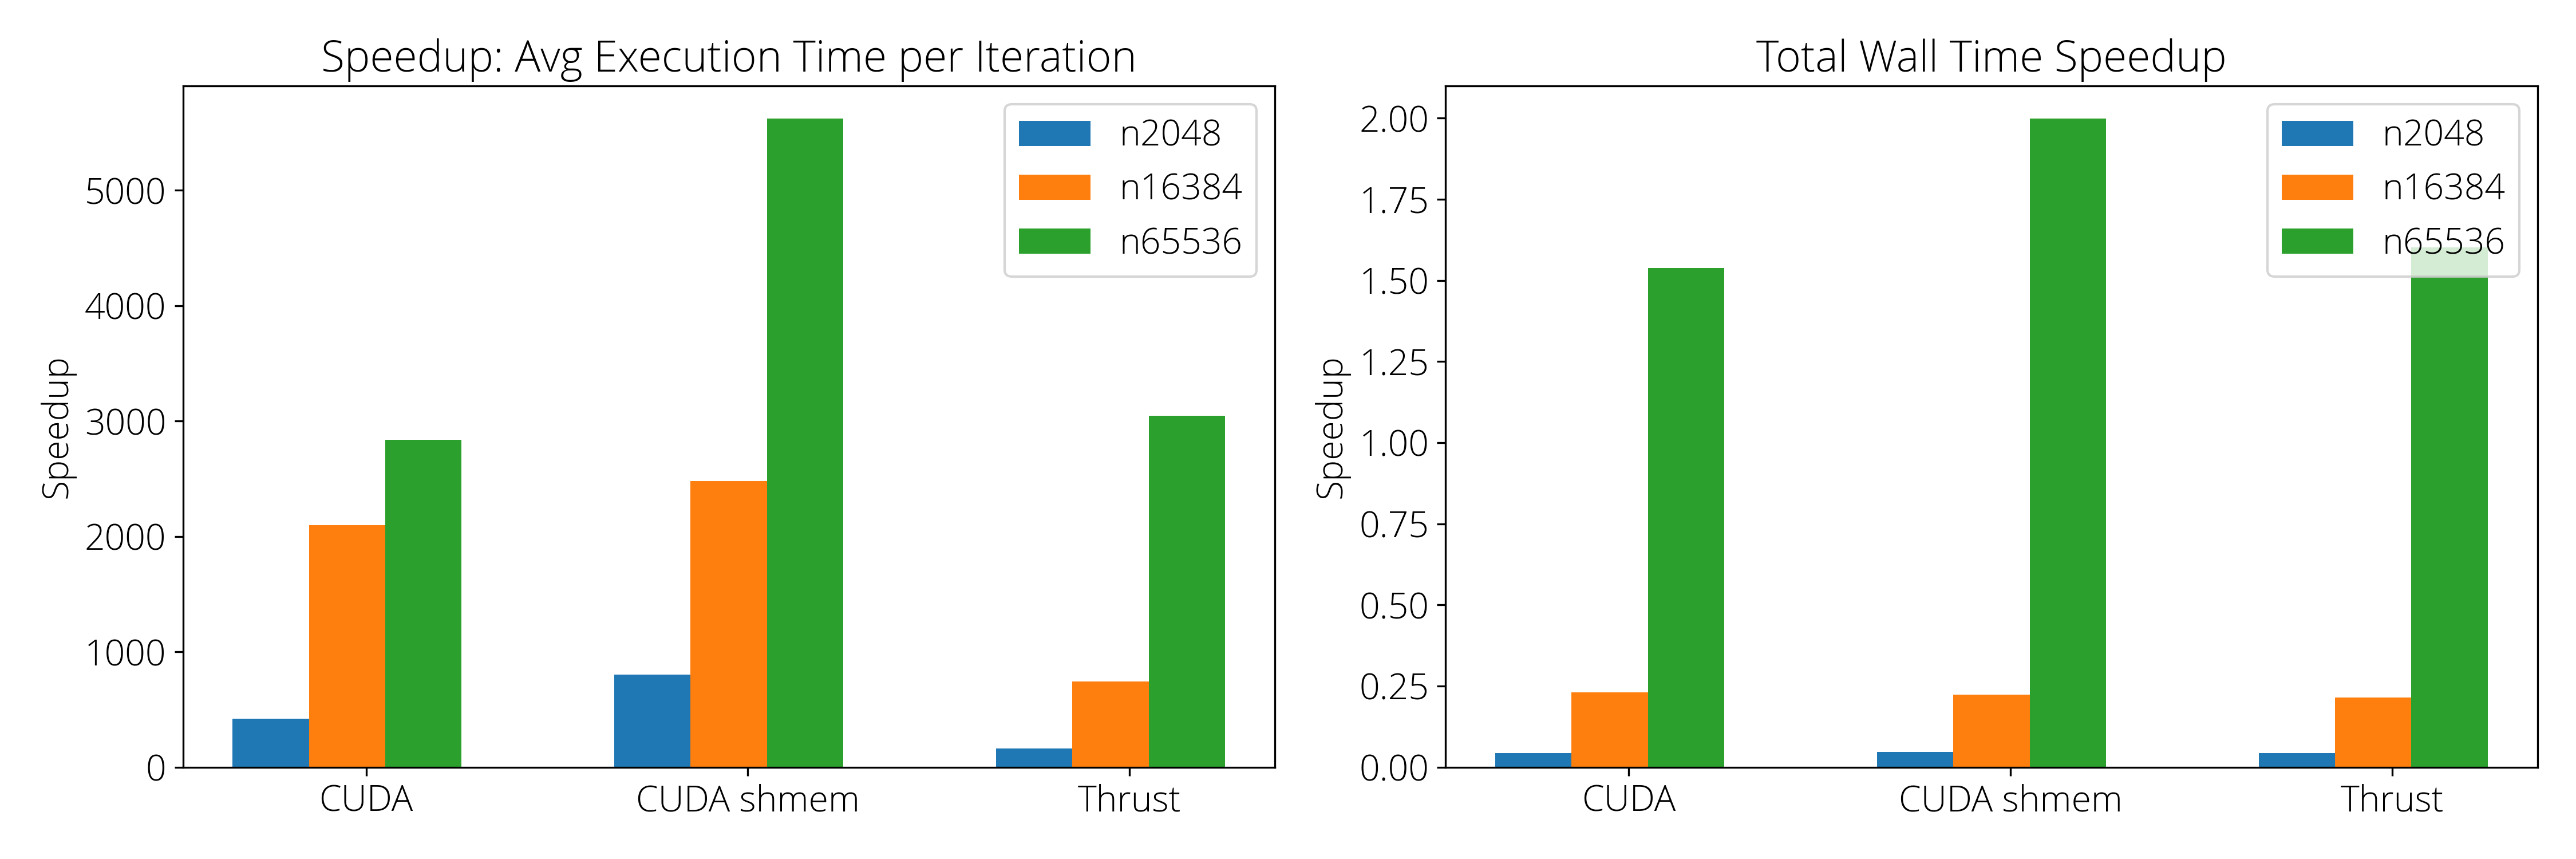 Speedup: Avg Execution Time per Iteration
Speedup
5000
4000
3000
2000
1000
0
n2048
n16384
n65536
CUDA
CUDA shmem
Thrust
Total Wall Time Speedup
Speedup
2.00
1.75
1.50
1.25
1.00
0.75
0.50
0.25
0.00
n2048
n16384
n65536
CUDA
CUDA shmem
Thrust